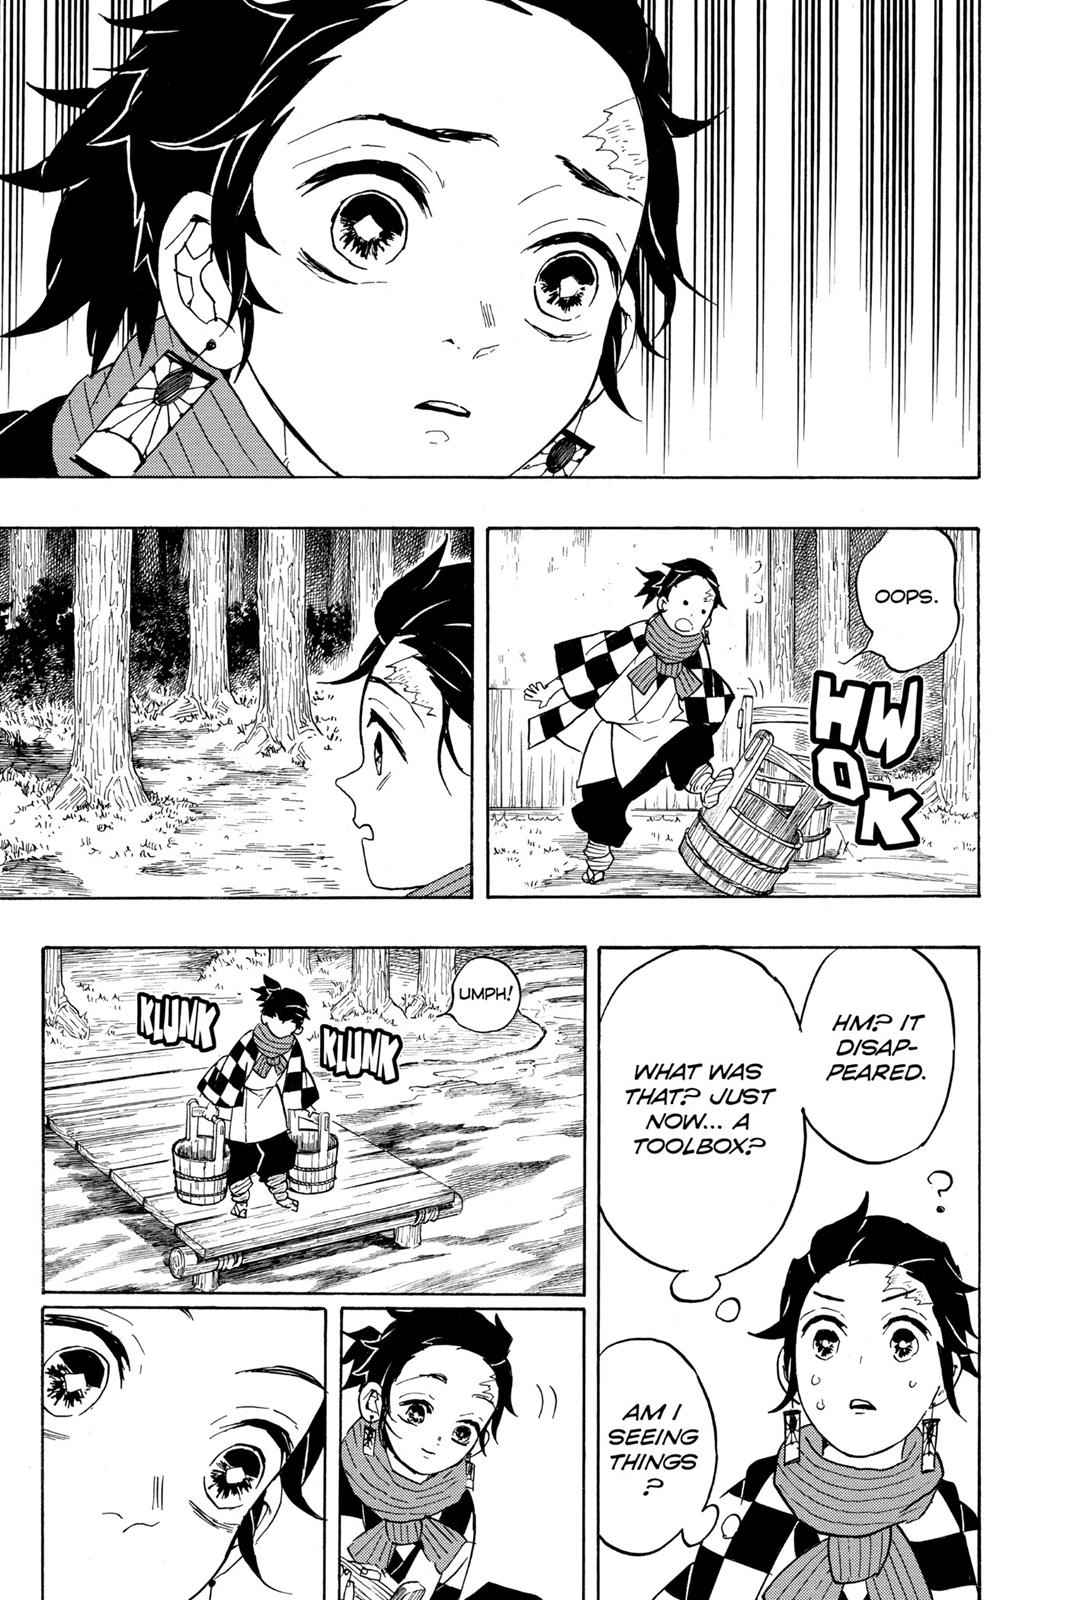 OOPS.
HWOK
HM? IT
DISAP-
PEARED.
WHAT WAS
THAT? JUST
NOW... A
TOOLBOX?
?
AM I
SEEING
THINGS
?
UMPH!
KLUNK
KLUNK